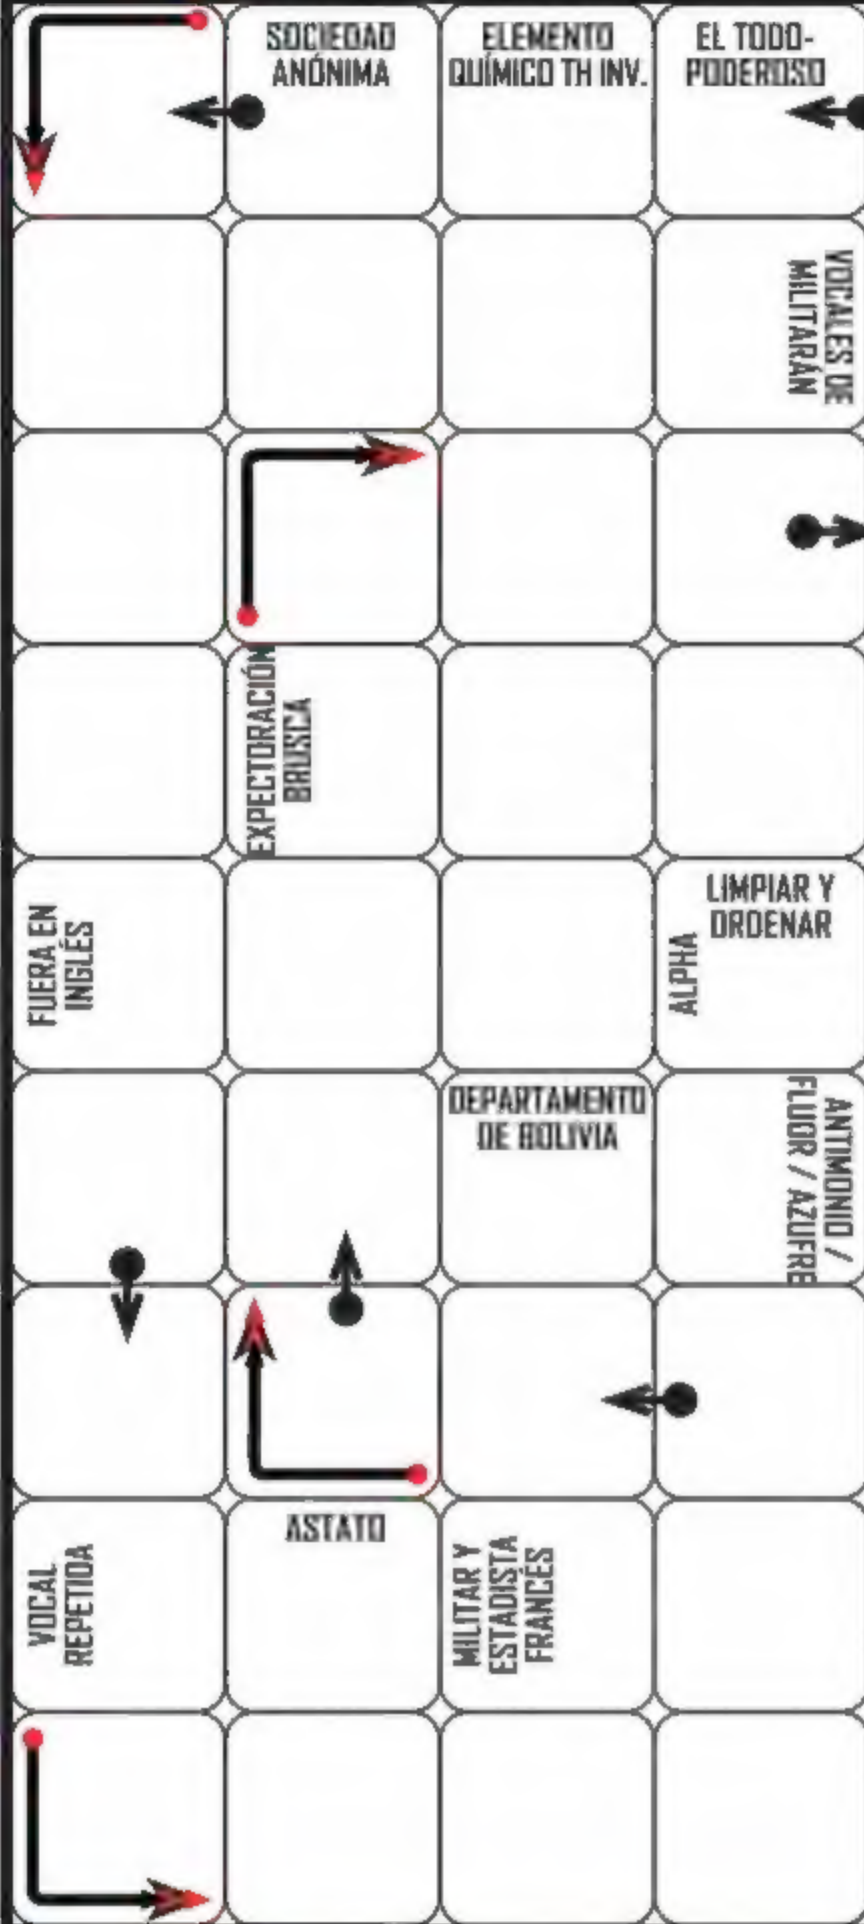 SOCIEDAD
ANÓNIMA
ELEMENTO
QUÍMICO TH INV.
EL TODO-
PODEROSO
VOCALES DE
MILITARÁN
EXPECTORACIÓN
BRUSCA
FUERA EN
INGLÉS
LIMPIAR Y
ORDENAR
ALPHA
DEPARTAMENTO
DE BOLIVIA
ANTIMONIO /
FLUOR / AZUFRE
VOCAL
REPETIDA
ASTATO
MILITAR Y
ESTADISTA
FRANCÉS